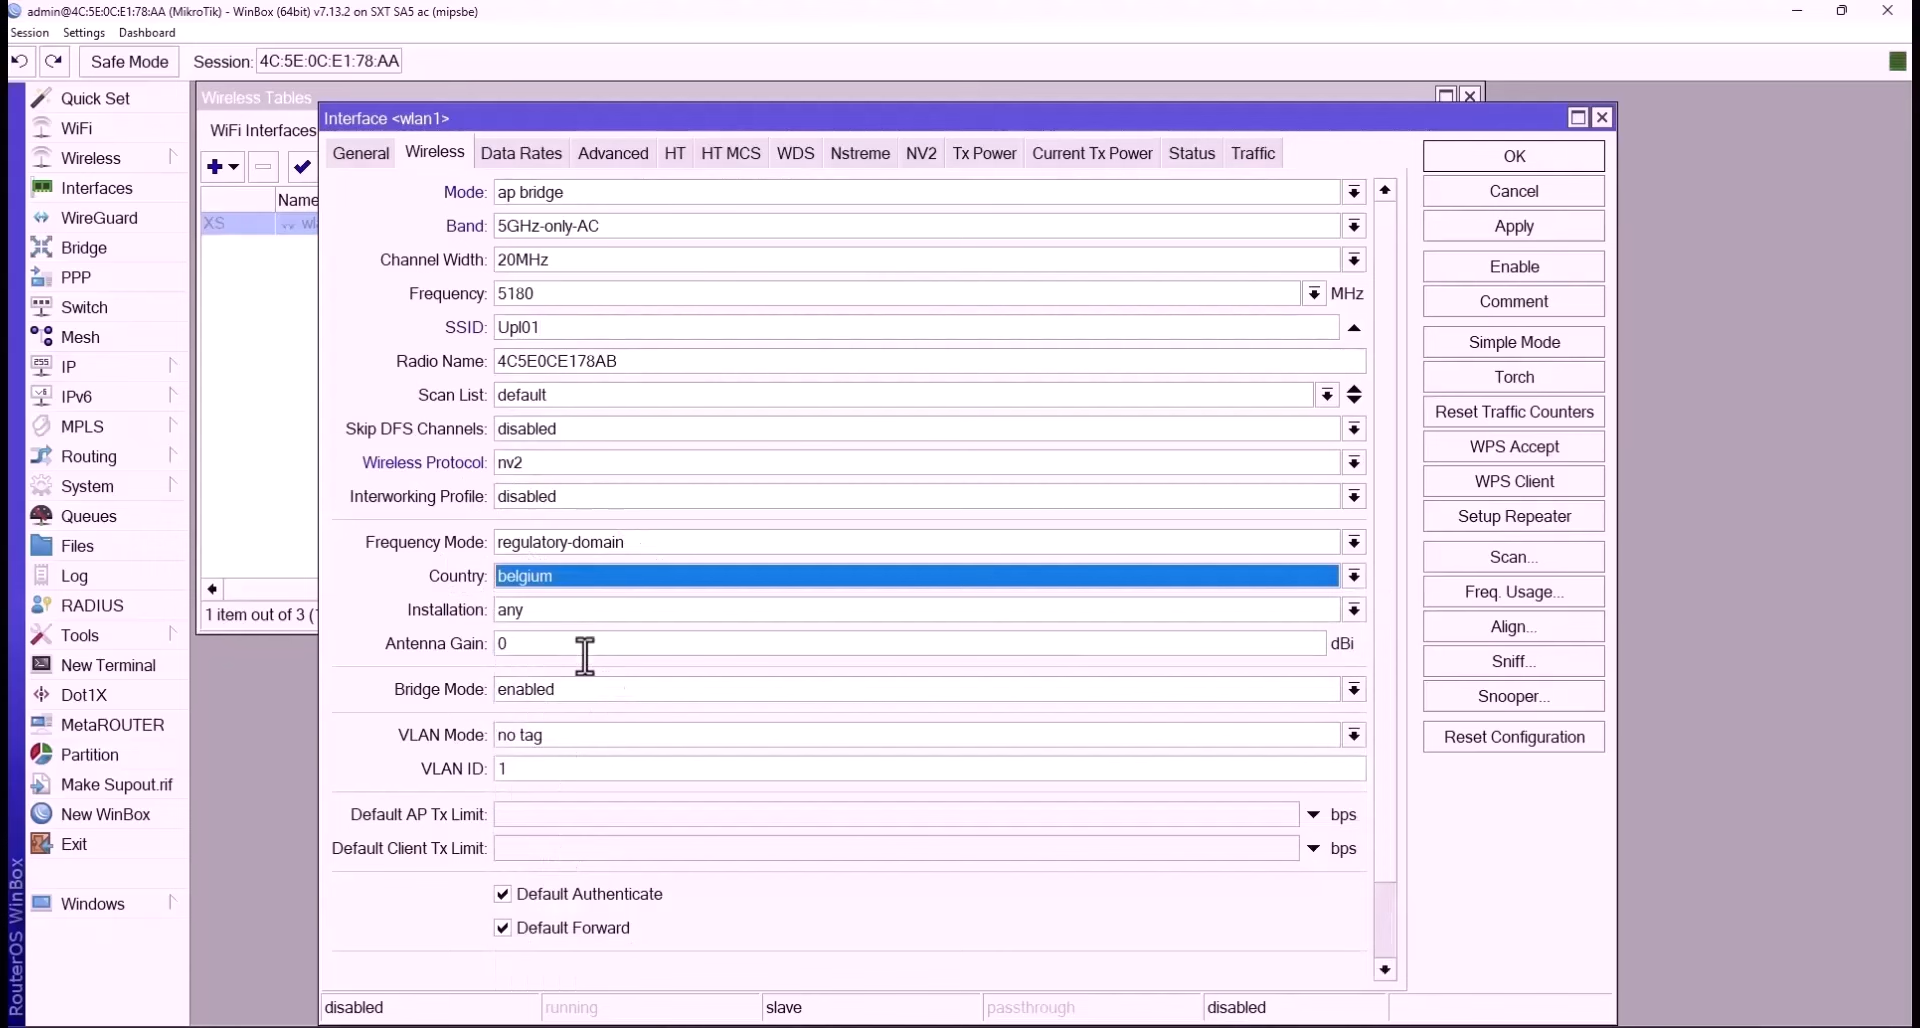 admin@4C:5E:0C:E1:78:AA (MikroTik) - WinBox (64bit) v7.13.2 on SXT SA5 ac (mipsbe)
Session Settings Dashboard
Safe Mode Session: 4C:5E:0C:E1:78:AA
Quick Set
WiFi
Wireless
Interfaces
WireGuard
Bridge
PPP
Switch
Mesh
IP
IPv6
MPLS
Routing
System
Queues
Files
Log
RADIUS
Tools
New Terminal
Dot1X
MetaROUTER
Partition
Make Supout.rif
New WinBox
Exit
Windows
RouterOS WinBox
Wireless Tables
WiFi Interfaces
Name
XS
1 item out of 3
Interface <wlan1>
General Wireless Data Rates Advanced HT HT MCS WDS Nstreme NV2 Tx Power Current Tx Power Status Traffic
Mode: ap bridge
Band: 5GHz-only-AC
Channel Width: 20MHz
Frequency: 5180 MHz
SSID: Upl01
Radio Name: 4C5E0CE178AB
Scan List: default
Skip DFS Channels: disabled
Wireless Protocol: nv2
Interworking Profile: disabled
Frequency Mode: regulatory-domain
Country: belgium
Installation: any
Antenna Gain: 0 dBi
Bridge Mode: enabled
VLAN Mode: no tag
VLAN ID: 1
Default AP Tx Limit: bps
Default Client Tx Limit: bps
Default Authenticate
Default Forward
OK
Cancel
Apply
Enable
Comment
Simple Mode
Torch
Reset Traffic Counters
WPS Accept
WPS Client
Setup Repeater
Scan...
Freq. Usage...
Align...
Sniff...
Snooper...
Reset Configuration
disabled running slave passthrough disabled